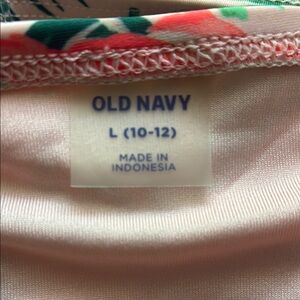 OLD NAVY
L (10-12)
MADE IN
INDONESIA